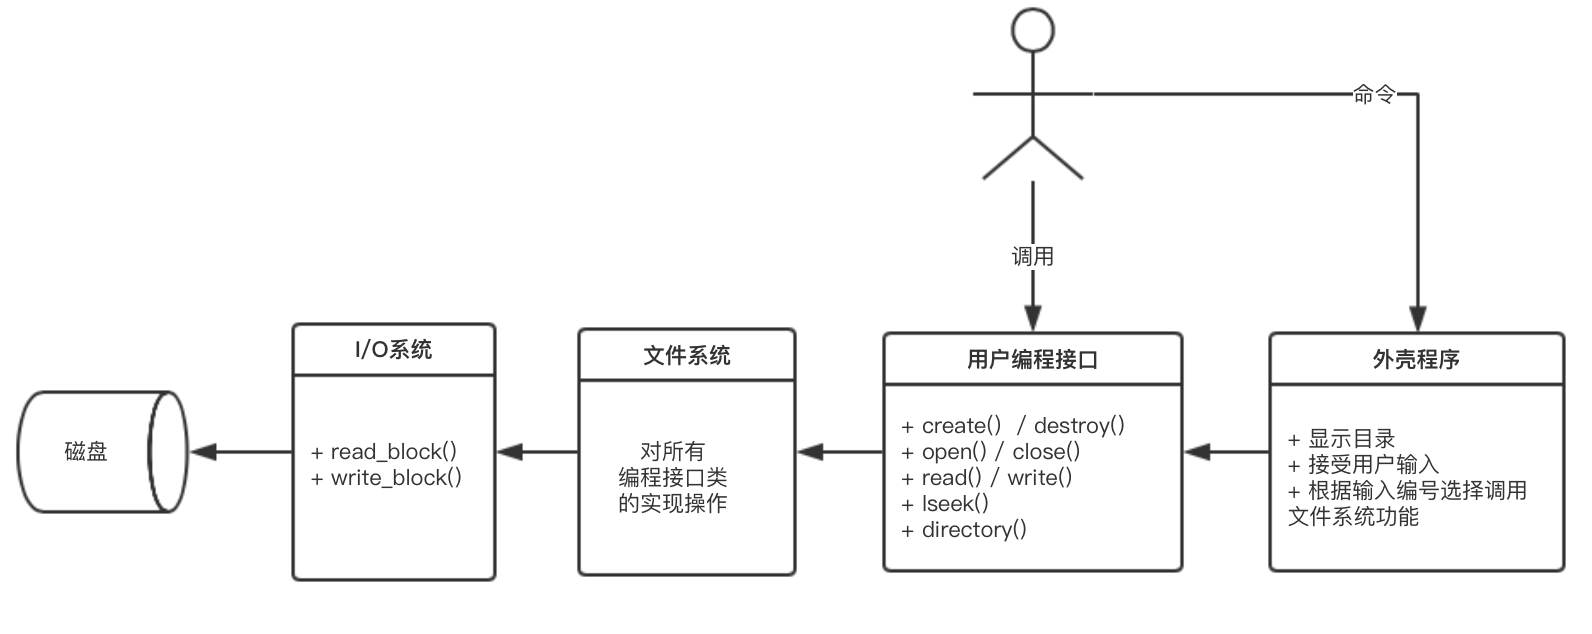 命令
调用
磁盘
I/O系统
+ read_block()
+ write_block()
文件系统
对所有
编程接口类
的实现操作
用户编程接口
+ create() / destroy()
+ open() / close()
+ read() / write()
+ lseek()
+ directory()
外壳程序
+ 显示目录
+ 接受用户输入
+ 根据输入编号选择调用
文件系统功能